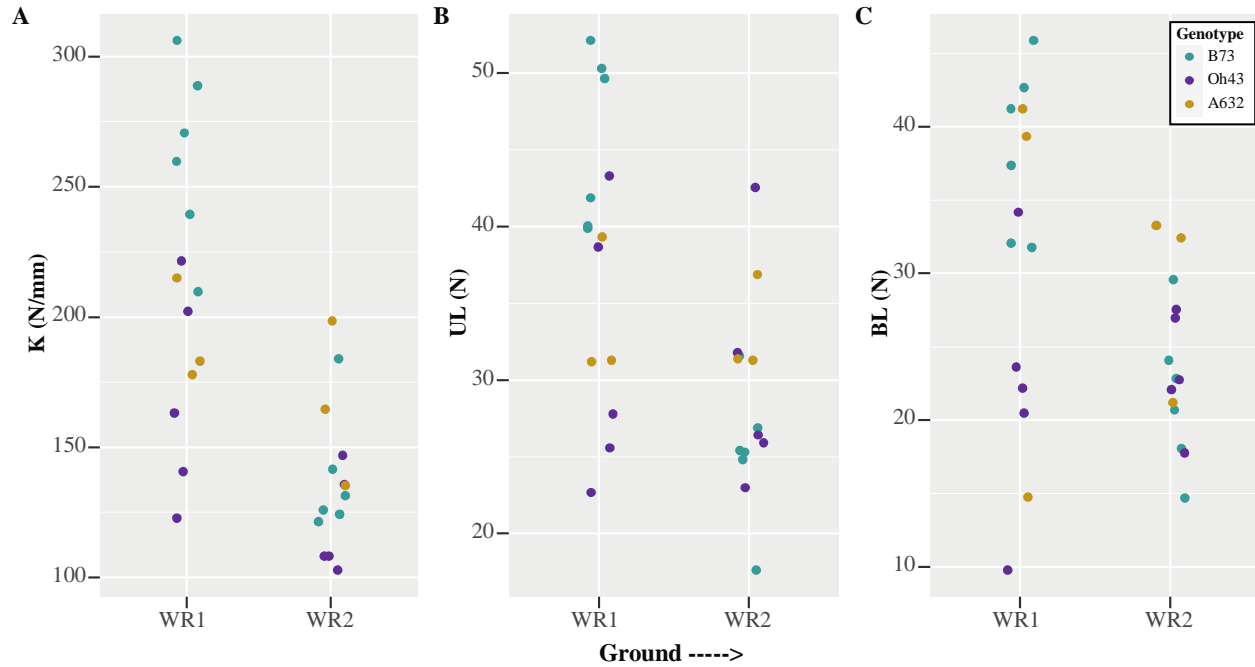 A
B
C
K (N/mm)
300
250
200
150
100
WR1
WR2
UL (N)
50
40
30
20
WR1
WR2
BL (N)
40
30
20
10
WR1
WR2
Genotype
B73
Oh43
A632
Ground ----->